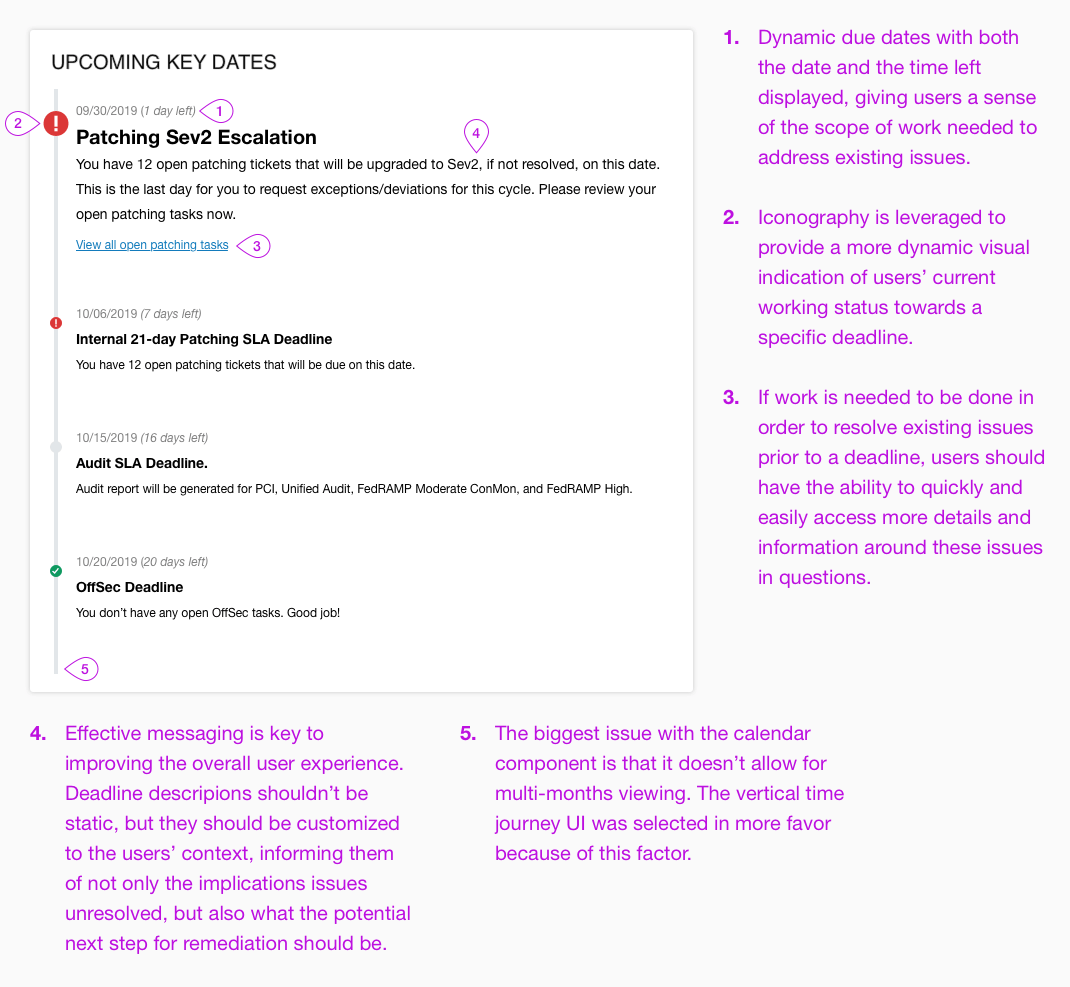 UPCOMING KEY DATES
09/30/2019 (1 day left)
1
2
Patching Sev2 Escalation
4
You have 12 open patching tickets that will be upgraded to Sev2, if not resolved, on this date.
This is the last day for you to request exceptions/deviations for this cycle. Please review your
open patching tasks now.
View all open patching tasks
3
10/06/2019 (7 days left)
Internal 21-day Patching SLA Deadline
You have 12 open patching tickets that will be due on this date.
10/15/2019 (16 days left)
Audit SLA Deadline.
Audit report will be generated for PCI, Unified Audit, FedRAMP Moderate ConMon, and FedRAMP High.
10/20/2019 (20 days left)
OffSec Deadline
You don’t have any open OffSec tasks. Good job!
5
1. Dynamic due dates with both
the date and the time left
displayed, giving users a sense
of the scope of work needed to
address existing issues.
2. Iconography is leveraged to
provide a more dynamic visual
indication of users’ current
working status towards a
specific deadline.
3. If work is needed to be done in
order to resolve existing issues
prior to a deadline, users should
have the ability to quickly and
easily access more details and
information around these issues
in questions.
4. Effective messaging is key to
improving the overall user experience.
Deadline descripions shouldn’t be
static, but they should be customized
to the users’ context, informing them
of not only the implications issues
unresolved, but also what the potential
next step for remediation should be.
5. The biggest issue with the calendar
component is that it doesn’t allow for
multi-months viewing. The vertical time
journey UI was selected in more favor
because of this factor.